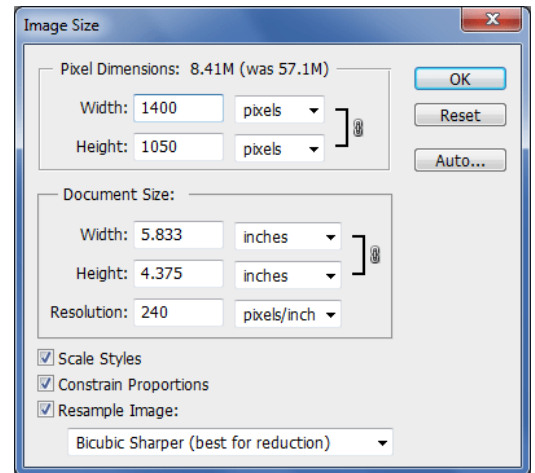 Image Size
Pixel Dimensions: 8.41M (was 57.1M)
Width: 1400 pixels
Height: 1050 pixels
OK
Reset
Auto...
Document Size:
Width: 5.833 inches
Height: 4.375 inches
Resolution: 240 pixels/inch
Scale Styles
Constrain Proportions
Resample Image:
Bicubic Sharper (best for reduction)